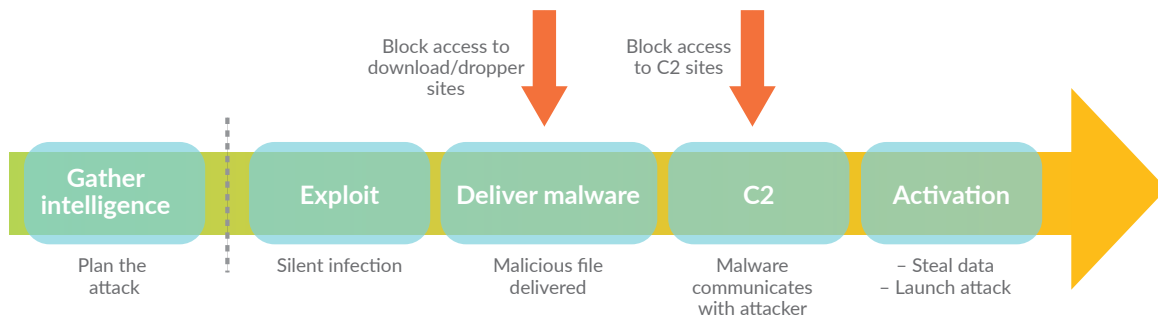 Block access to
download/dropper
sites
Block access
to C2 sites
Gather
intelligence
Exploit
Deliver malware
C2
Activation
Plan the
attack
Silent infection
Malicious file
delivered
Malware
communicates
with attacker
– Steal data
– Launch attack